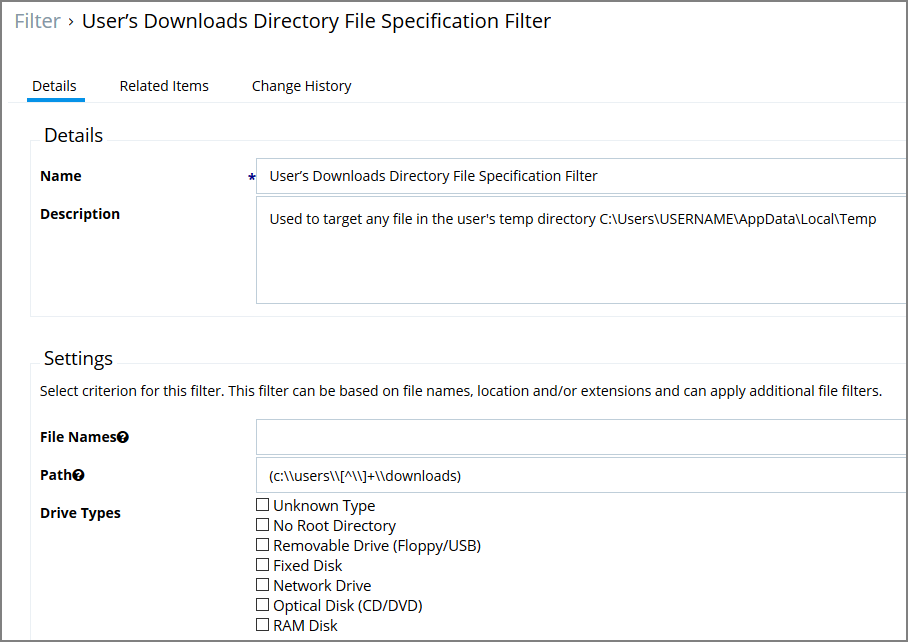 Filter › User’s Downloads Directory File Specification Filter
Details Related Items Change History
Details
Name * User’s Downloads Directory File Specification Filter
Description Used to target any file in the user's temp directory C:\Users\USERNAME\AppData\Local\Temp
Settings
Select criterion for this filter. This filter can be based on file names, location and/or extensions and can apply additional file filters.
File Names?
Path? (c:\\users\\[^\\]+\\downloads)
Drive Types
Unknown Type
No Root Directory
Removable Drive (Floppy/USB)
Fixed Disk
Network Drive
Optical Disk (CD/DVD)
RAM Disk